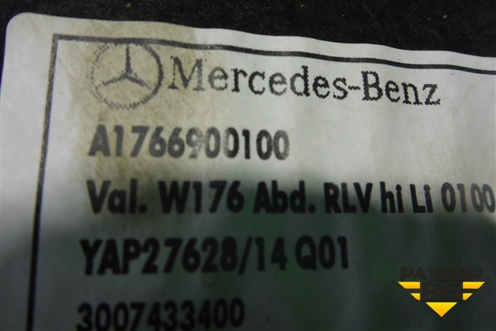 Mercedes-Benz
A1766900100
Val. W176 Abd. RLV hi Li 0100
YAP27628/14 Q01
3007433400